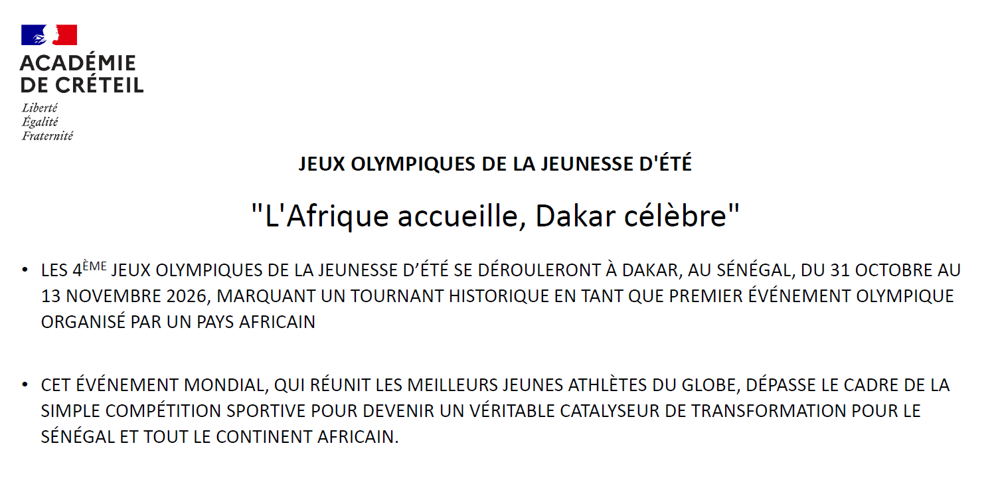 ACADÉMIE
DE CRÉTEIL
Liberté
Égalité
Fraternité
JEUX OLYMPIQUES DE LA JEUNESSE D'ÉTÉ
"L'Afrique accueille, Dakar célèbre"
• LES 4ÈME JEUX OLYMPIQUES DE LA JEUNESSE D’ÉTÉ SE DÉROULERONT À DAKAR, AU SÉNÉGAL, DU 31 OCTOBRE AU
13 NOVEMBRE 2026, MARQUANT UN TOURNANT HISTORIQUE EN TANT QUE PREMIER ÉVÉNEMENT OLYMPIQUE
ORGANISÉ PAR UN PAYS AFRICAIN
• CET ÉVÉNEMENT MONDIAL, QUI RÉUNIT LES MEILLEURS JEUNES ATHLÈTES DU GLOBE, DÉPASSE LE CADRE DE LA
SIMPLE COMPÉTITION SPORTIVE POUR DEVENIR UN VÉRITABLE CATALYSEUR DE TRANSFORMATION POUR LE
SÉNÉGAL ET TOUT LE CONTINENT AFRICAIN.